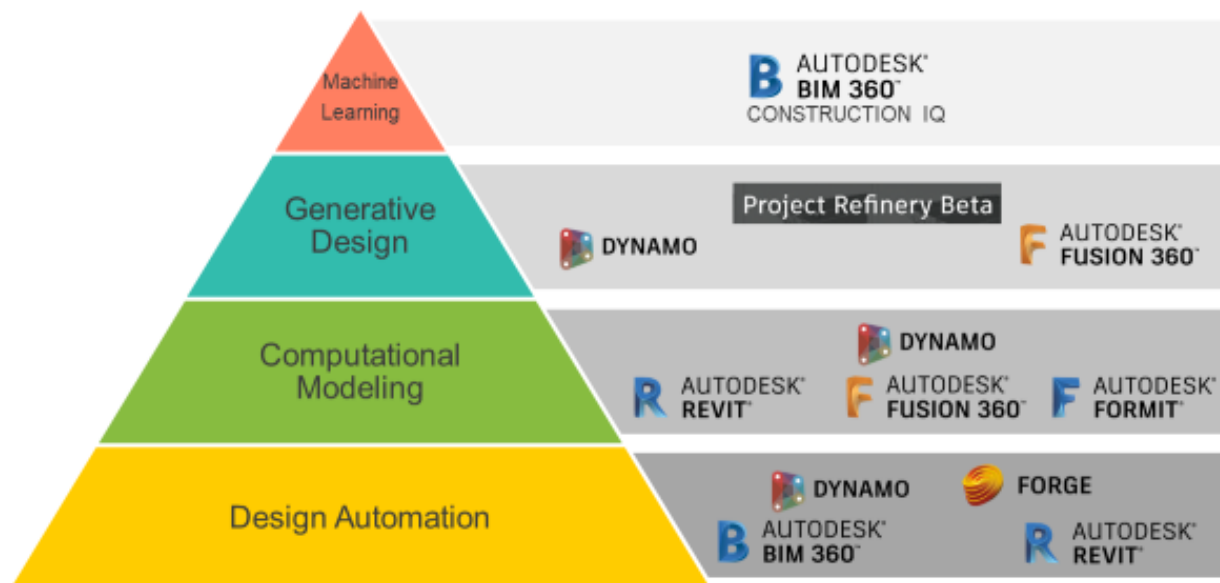 Machine
Learning
AUTODESK®
BIM 360™
CONSTRUCTION IQ
Generative
Design
Project Refinery Beta
DYNAMO
AUTODESK®
FUSION 360™
Computational
Modeling
DYNAMO
AUTODESK®
REVIT®
AUTODESK®
FUSION 360™
AUTODESK®
FORMIT®
Design Automation
DYNAMO
FORGE
AUTODESK®
BIM 360™
AUTODESK®
REVIT®